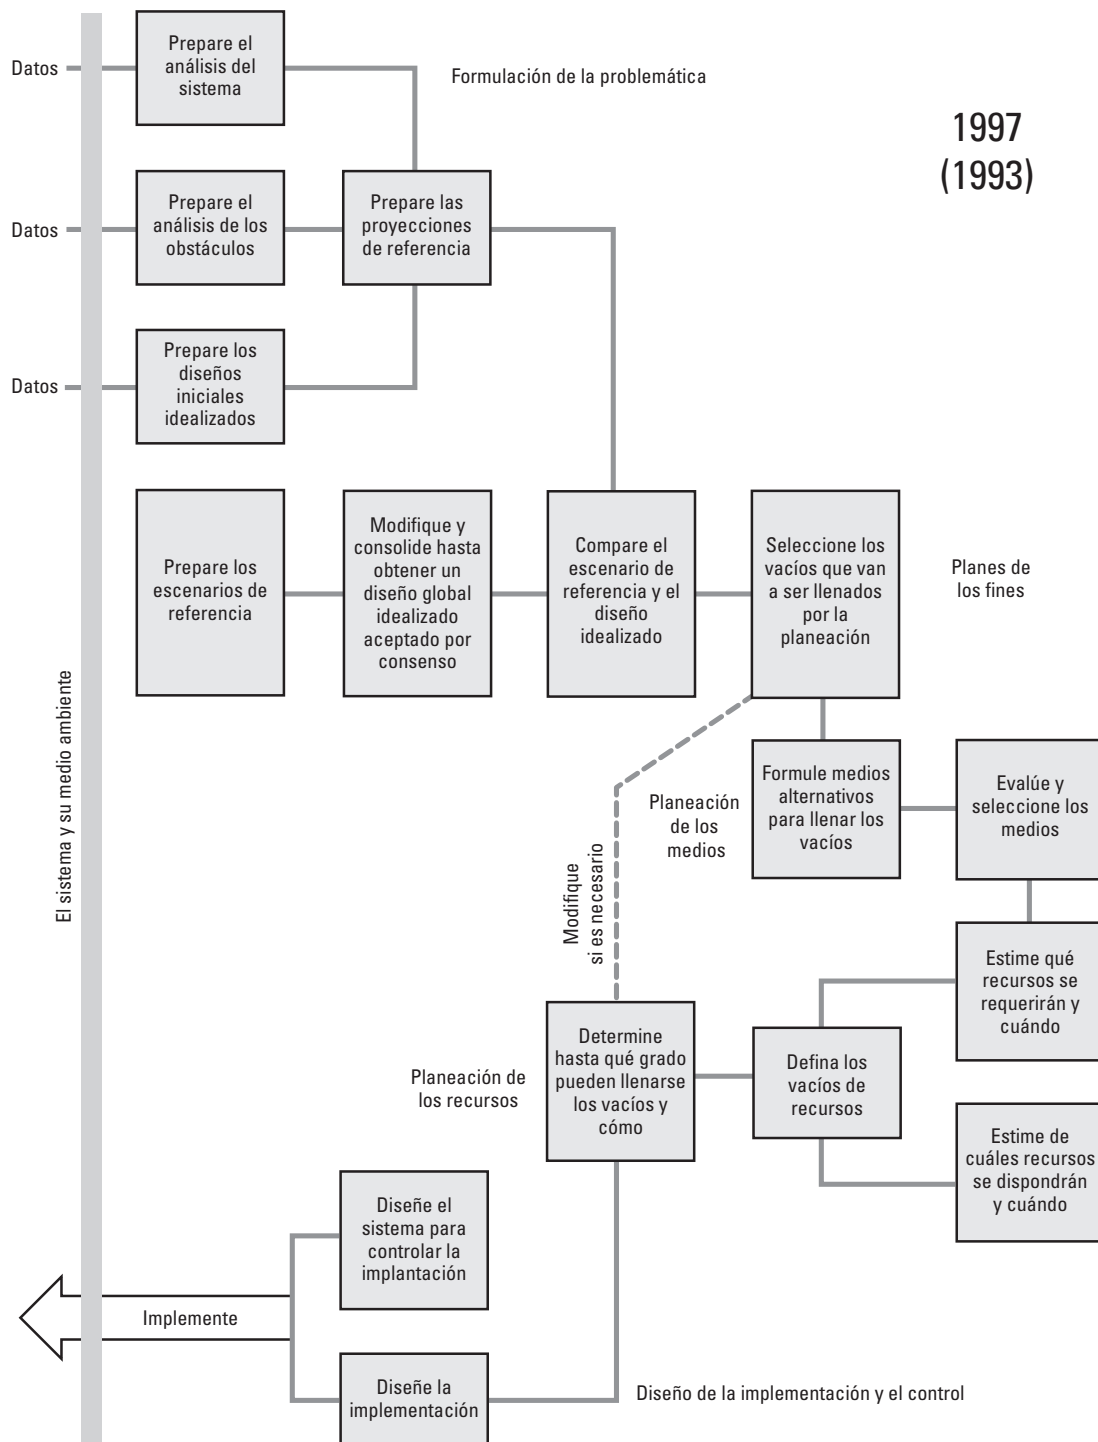 Datos
Prepare el
análisis del
sistema
Formulación de la problemática
1997
(1993)
Datos
Prepare el
análisis de los
obstáculos
Prepare las
proyecciones
de referencia
Datos
Prepare los
diseños
iniciales
idealizados
Prepare los
escenarios de
referencia
Modifique y
consolide hasta
obtener un
diseño global
idealizado
aceptado por
consenso
Compare el
escenario de
referencia y el
diseño
idealizado
Seleccione los
vacíos que van
a ser llenados
por la
planeación
Planes de
los fines
El sistema y su medio ambiente
Modifique
si es necesario
Planeación
de los
medios
Formule medios
alternativos
para llenar los
vacíos
Evalúe y
seleccione los
medios
Estime qué
recursos se
requerirán y
cuándo
Planeación de
los recursos
Determine
hasta qué grado
pueden llenarse
los vacíos y
cómo
Defina los
vacíos de
recursos
Estime de
cuáles recursos
se dispondrán
y cuándo
Diseñe el
sistema para
controlar la
implantación
Implemente
Diseñe la
implementación
Diseño de la implementación y el control